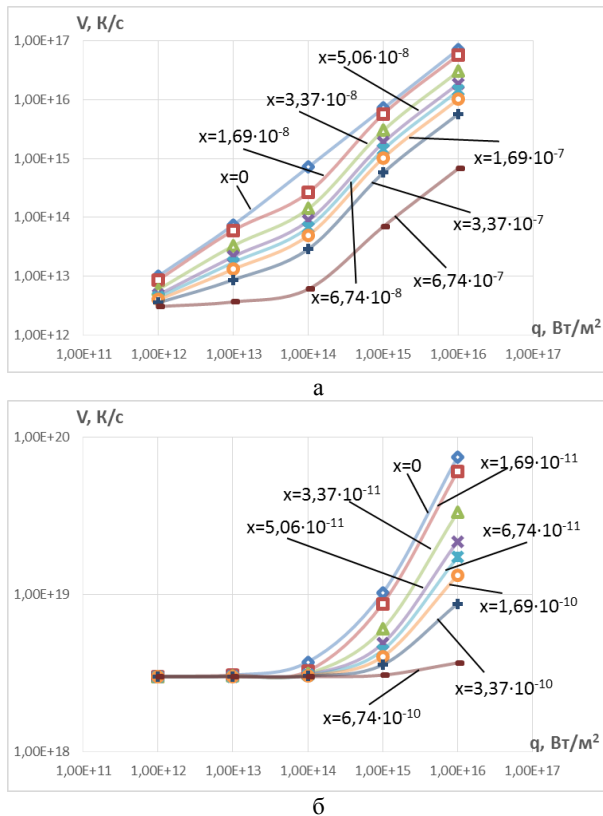 V, К/с
1,00E+17
x=5,06·10⁻⁸
1,00E+16
x=3,37·10⁻⁸
x=1,69·10⁻⁸
1,00E+15
x=1,69·10⁻⁷
x=0
1,00E+14
x=3,37·10⁻⁷
1,00E+13
x=6,74·10⁻⁸
x=6,74·10⁻⁷
1,00E+12
q, Вт/м²
1,00E+11 1,00E+12 1,00E+13 1,00E+14 1,00E+15 1,00E+16 1,00E+17
а
V, К/с
1,00E+20
x=0
x=1,69·10⁻¹¹
x=3,37·10⁻¹¹
x=5,06·10⁻¹¹
x=6,74·10⁻¹¹
1,00E+19
x=1,69·10⁻¹⁰
x=3,37·10⁻¹⁰
x=6,74·10⁻¹⁰
1,00E+18
q, Вт/м²
1,00E+11 1,00E+12 1,00E+13 1,00E+14 1,00E+15 1,00E+16 1,00E+17
б